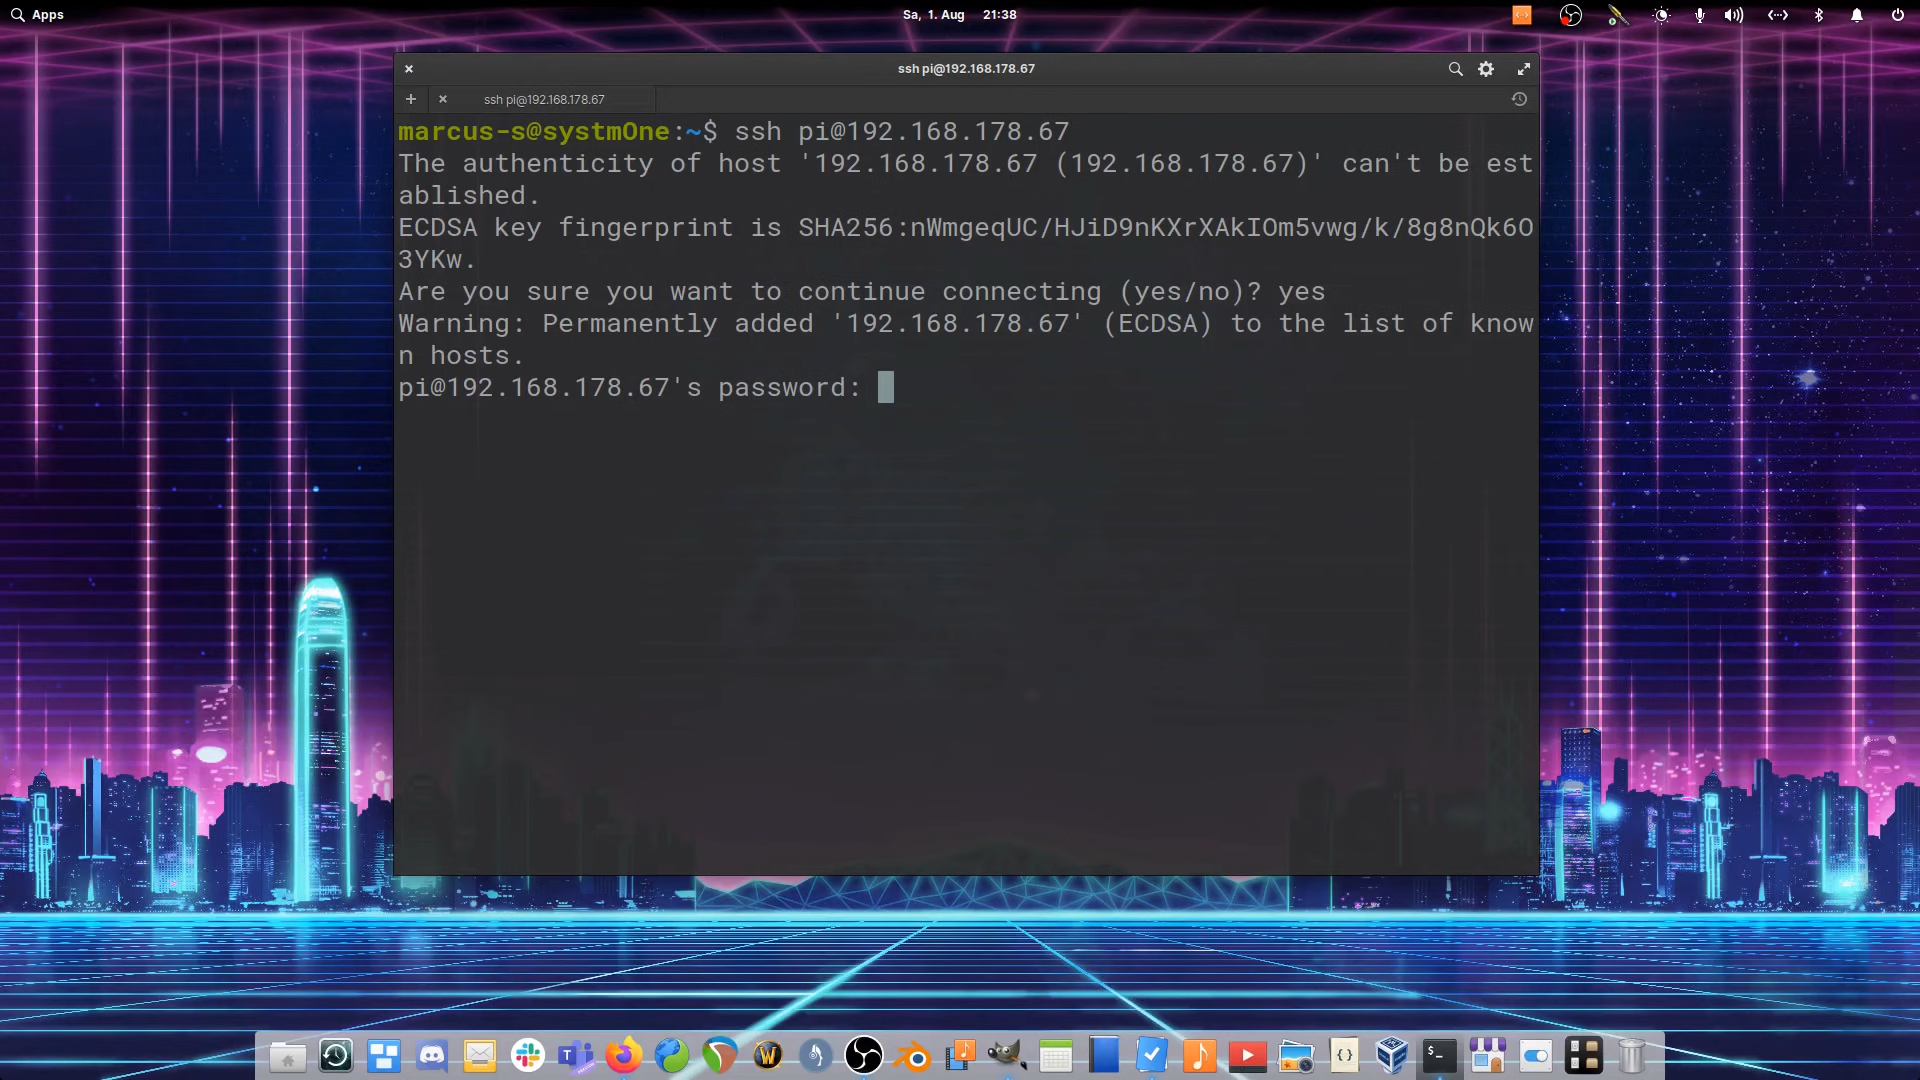 Apps
Sa, 1. Aug 21:38
ssh pi@192.168.178.67
ssh pi@192.168.178.67
marcus-s@systmOne:~$ ssh pi@192.168.178.67
The authenticity of host '192.168.178.67 (192.168.178.67)' can't be est
ablished.
ECDSA key fingerprint is SHA256:nWmgeqUC/HJiD9nKXrXAkIOm5vwg/k/8g8nQk6O
3YKw.
Are you sure you want to continue connecting (yes/no)? yes
Warning: Permanently added '192.168.178.67' (ECDSA) to the list of know
n hosts.
pi@192.168.178.67's password: